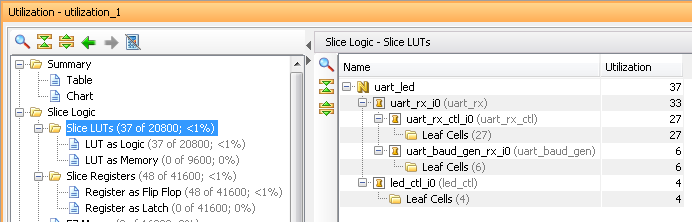 Utilization - utilization_1
Summary
Table
Chart
Slice Logic
Slice LUTs (37 of 20800; <1%)
LUT as Logic (37 of 20800; <1%)
LUT as Memory (0 of 9600; 0%)
Slice Registers (48 of 41600; <1%)
Register as Flip Flop (48 of 41600; <1%)
Register as Latch (0 of 41600; 0%)
Slice Logic - Slice LUTs
Name Utilization
uart_led 37
uart_rx_i0 (uart_rx) 33
uart_rx_ctl_i0 (uart_rx_ctl) 27
Leaf Cells (27) 27
uart_baud_gen_rx_i0 (uart_baud_gen) 6
Leaf Cells (6) 6
led_ctl_i0 (led_ctl) 4
Leaf Cells (4) 4